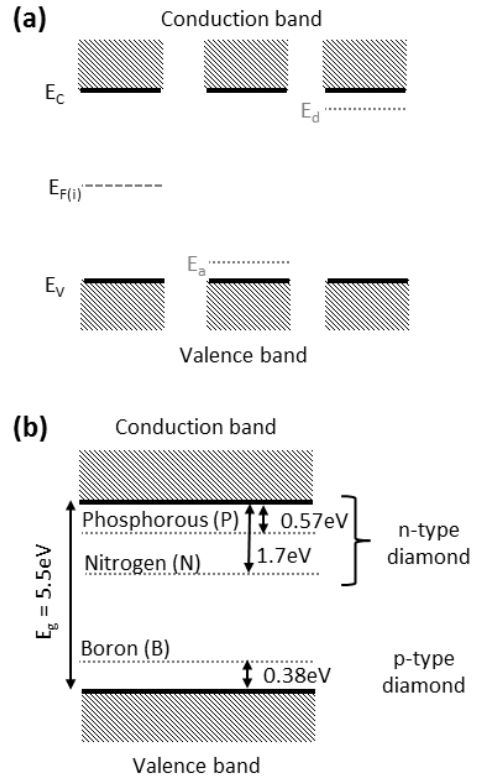 (a)
Conduction band
E_C
E_d
E_F(i)
E_a
E_V
Valence band
(b)
Conduction band
Phosphorous (P)
0.57eV
n-type
diamond
Nitrogen (N)
1.7eV
E_g = 5.5eV
Boron (B)
0.38eV
p-type
diamond
Valence band